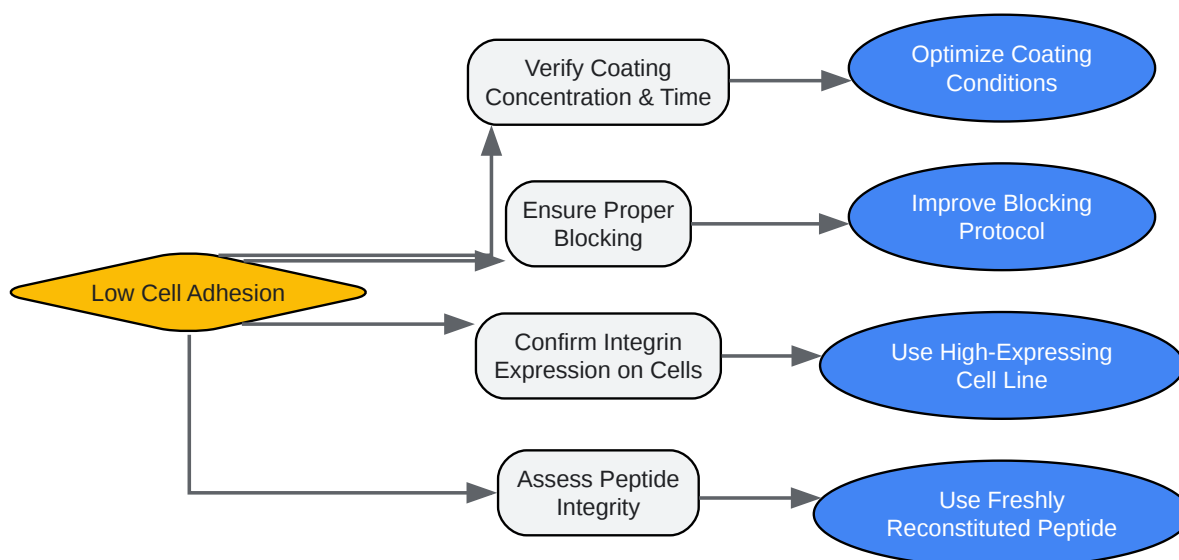 Low Cell Adhesion
Verify Coating
Concentration & Time
Optimize Coating
Conditions
Ensure Proper
Blocking
Improve Blocking
Protocol
Confirm Integrin
Expression on Cells
Use High-Expressing
Cell Line
Assess Peptide
Integrity
Use Freshly
Reconstituted Peptide